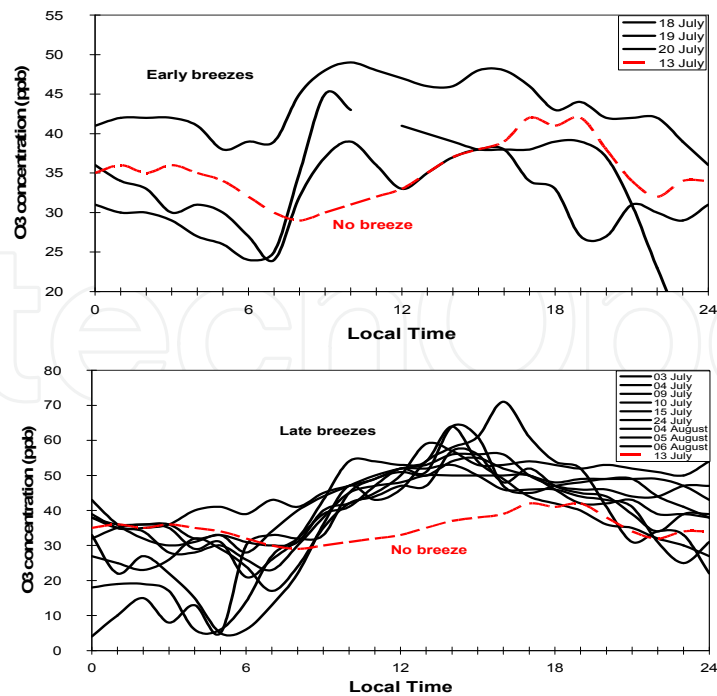 55
50
45
40
35
30
25
20
O3 concentration (ppb)
Early breezes
No breeze
18 July
19 July
20 July
13 July
0
6
12
18
24
Local Time
80
70
60
50
40
30
20
10
0
O3 concentration (ppb)
Late breezes
No breeze
03 July
04 July
09 July
10 July
15 July
24 July
04 August
05 August
06 August
13 July
0
6
12
18
24
Local Time